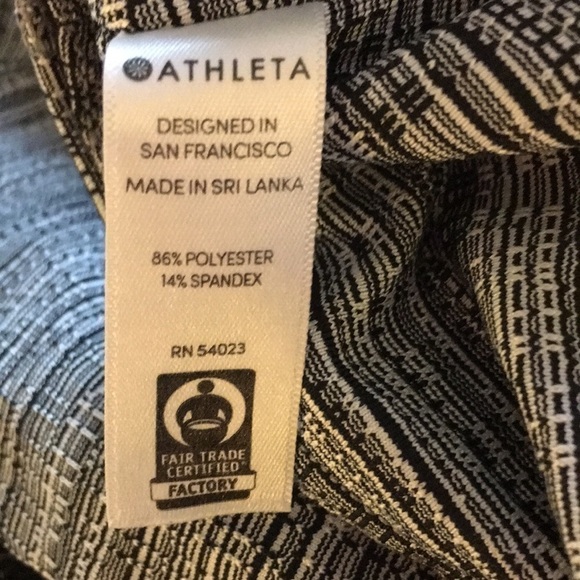 ATHLETA
DESIGNED IN
SAN FRANCISCO
MADE IN SRI LANKA
86% POLYESTER
14% SPANDEX
RN 54023
FAIR TRADE
CERTIFIED
FACTORY